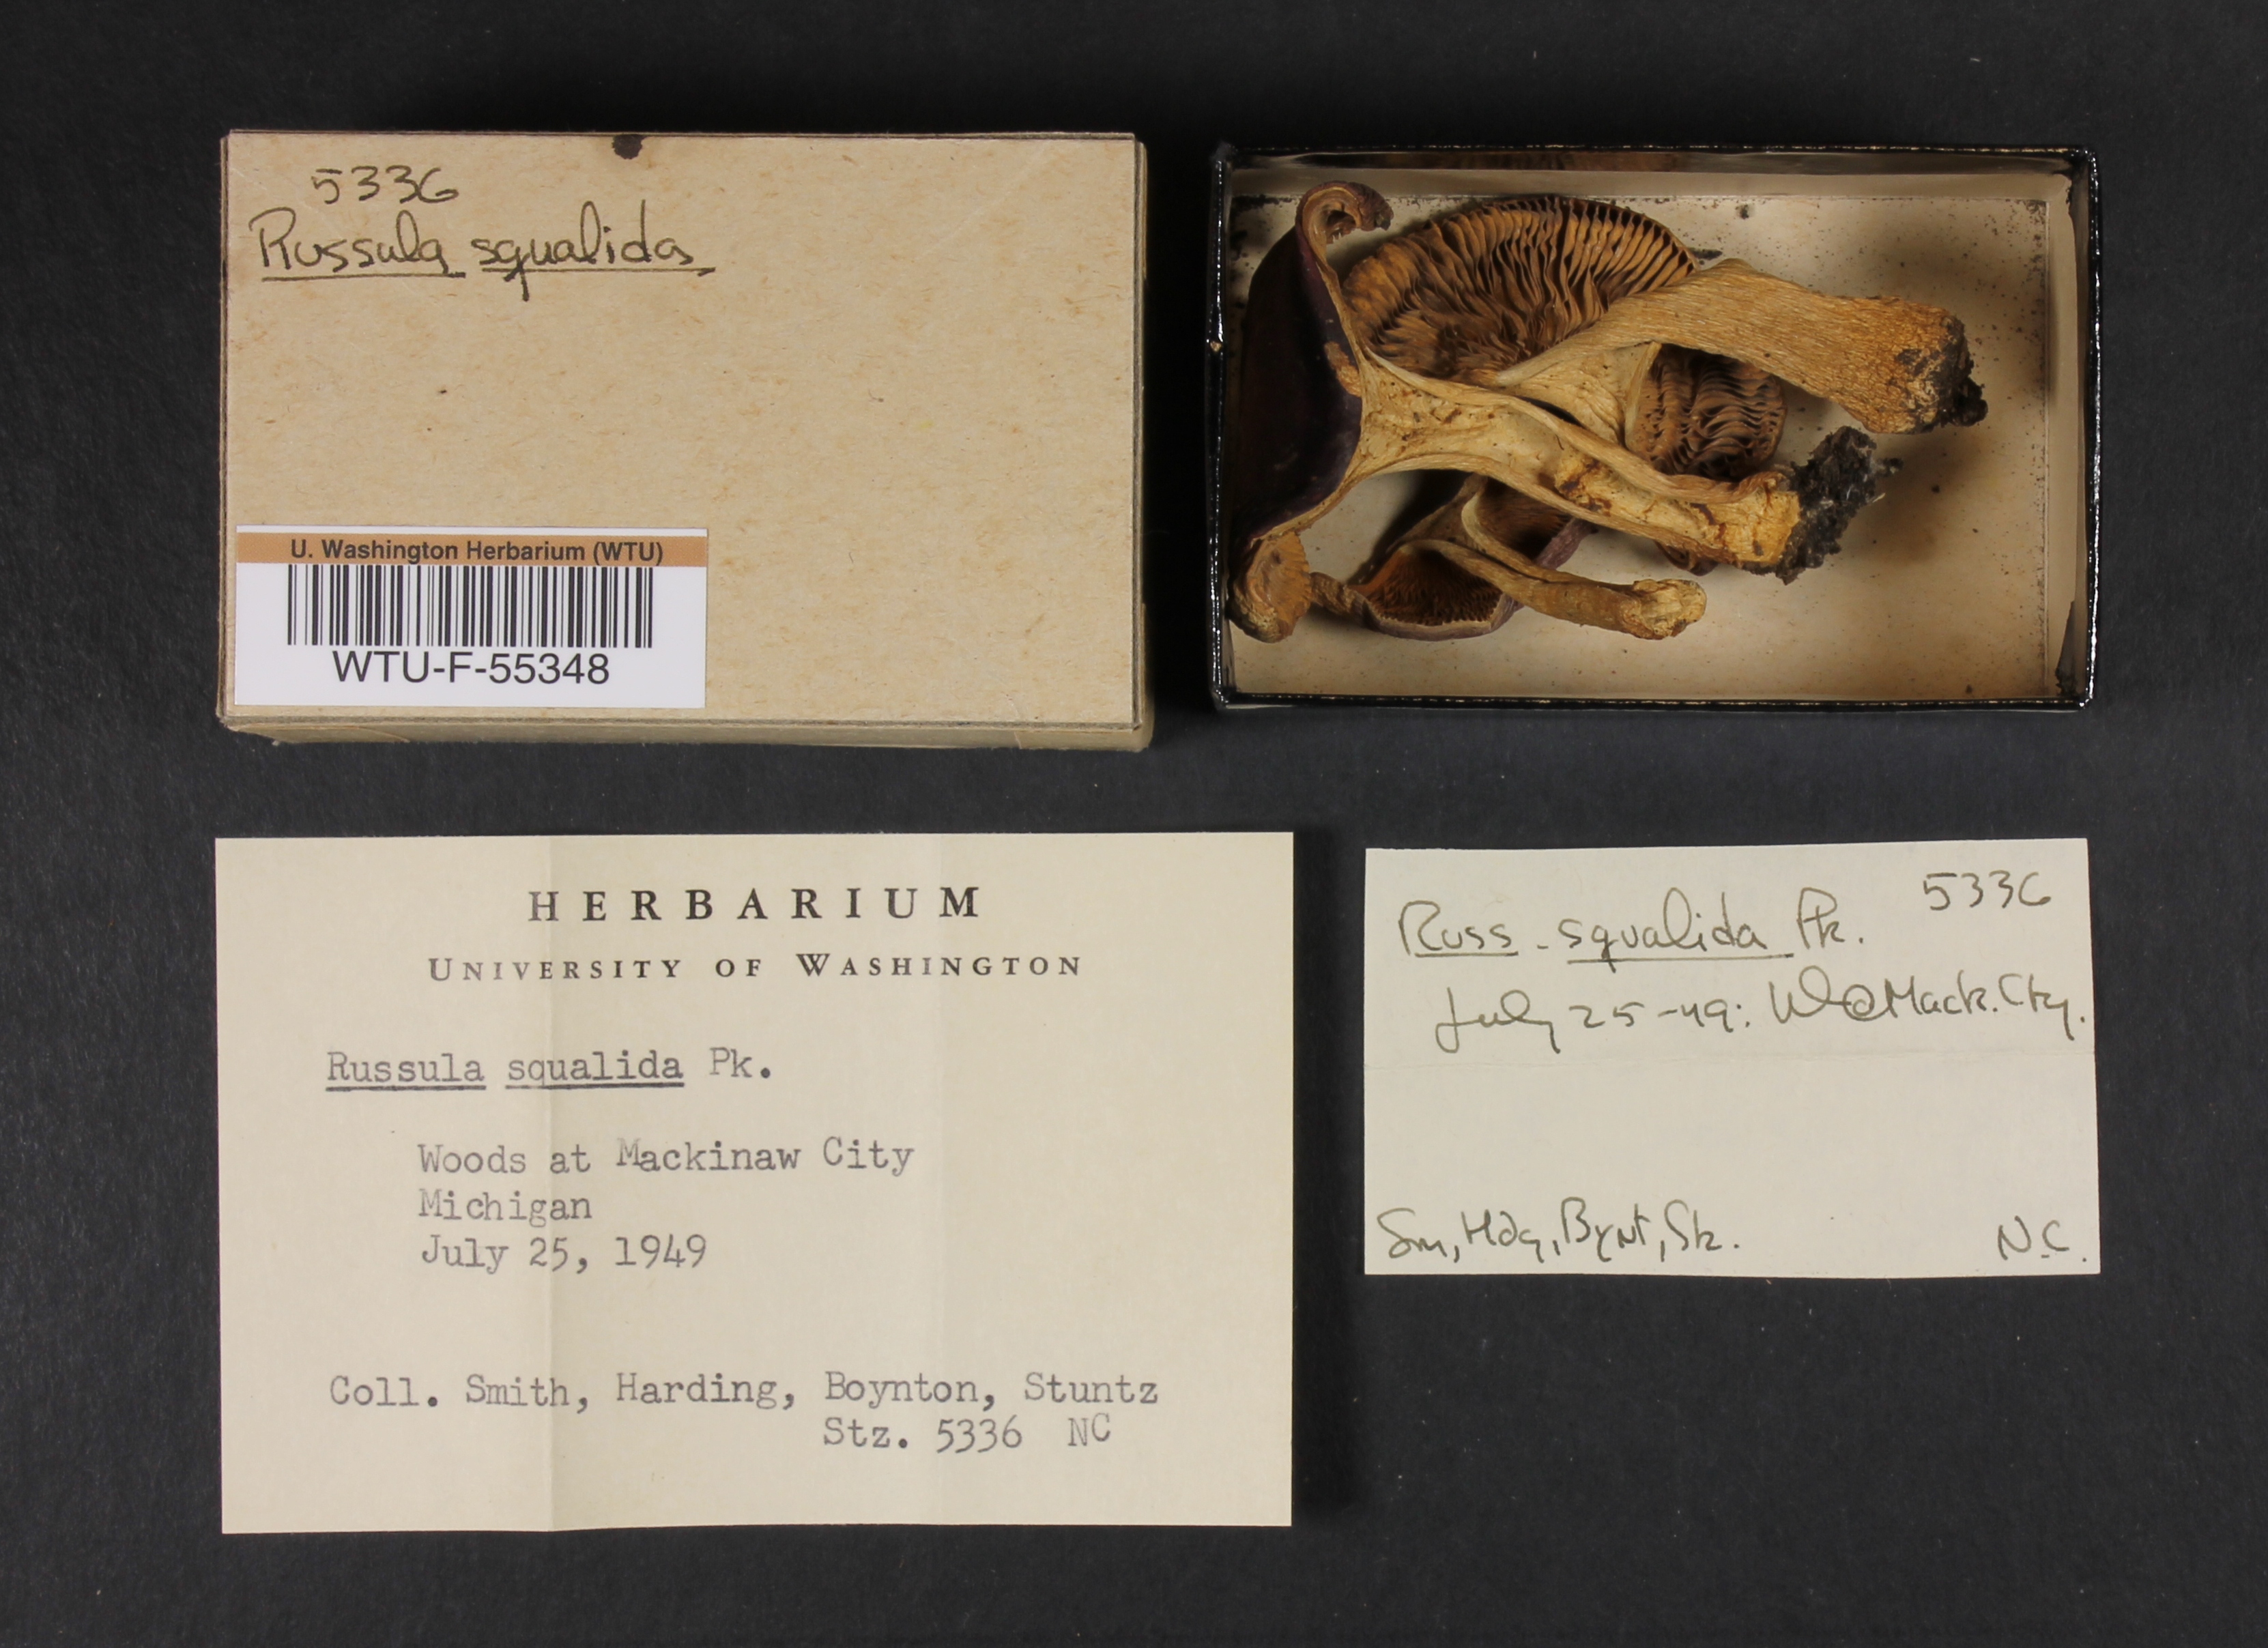 5336
Russula squalida
U. Washington Herbarium (WTU)
WTU-F-55348
HERBARIUM
UNIVERSITY OF WASHINGTON
Russula squalida Pk.
Woods at Mackinaw City
Michigan
July 25, 1949
Coll. Smith, Harding, Boynton, Stuntz
Stz. 5336 NC
5336
Russ. squalida Pk.
July 25-49: W@Mack. Cty.
Sm, Hdg, Bynt, Stz. N.C.